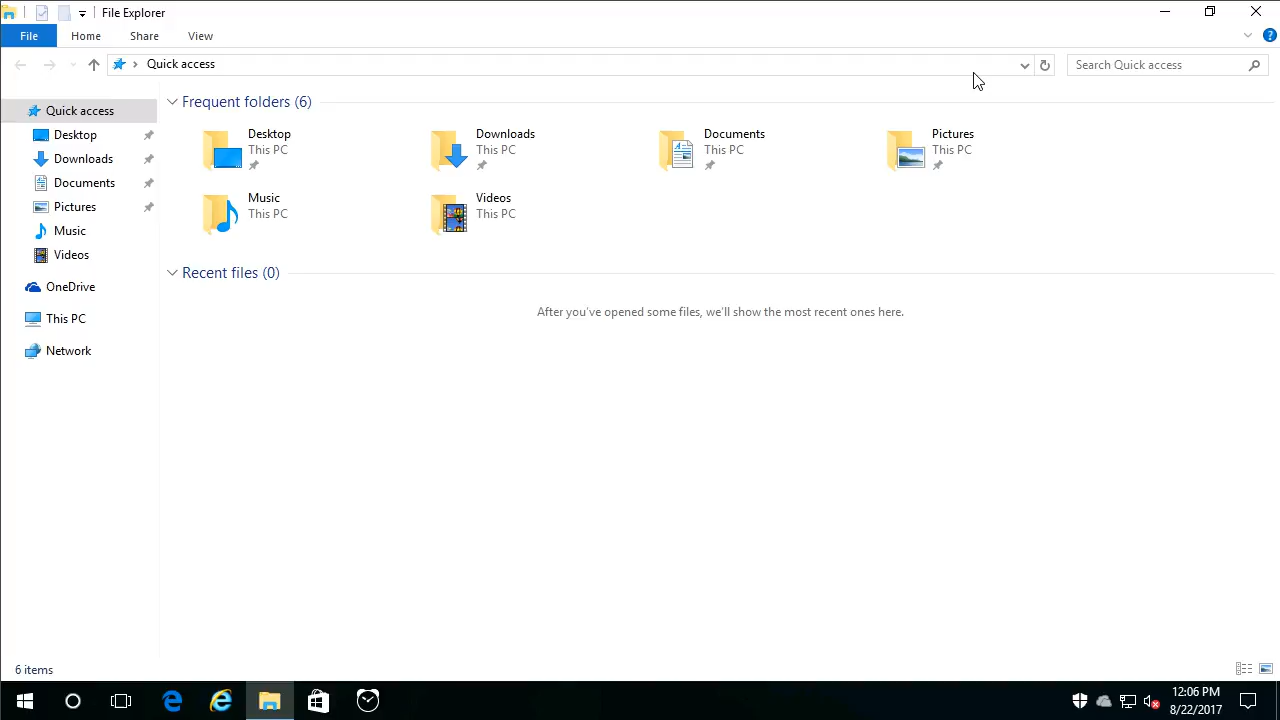 File Explorer
File
Home
Share
View
Quick access
Search Quick access
Quick access
Desktop
Downloads
Documents
Pictures
Music
Videos
OneDrive
This PC
Network
Frequent folders (6)
Desktop
This PC
Downloads
This PC
Documents
This PC
Pictures
This PC
Music
This PC
Videos
This PC
Recent files (0)
After you've opened some files, we'll show the most recent ones here.
6 items
12:06 PM
8/22/2017